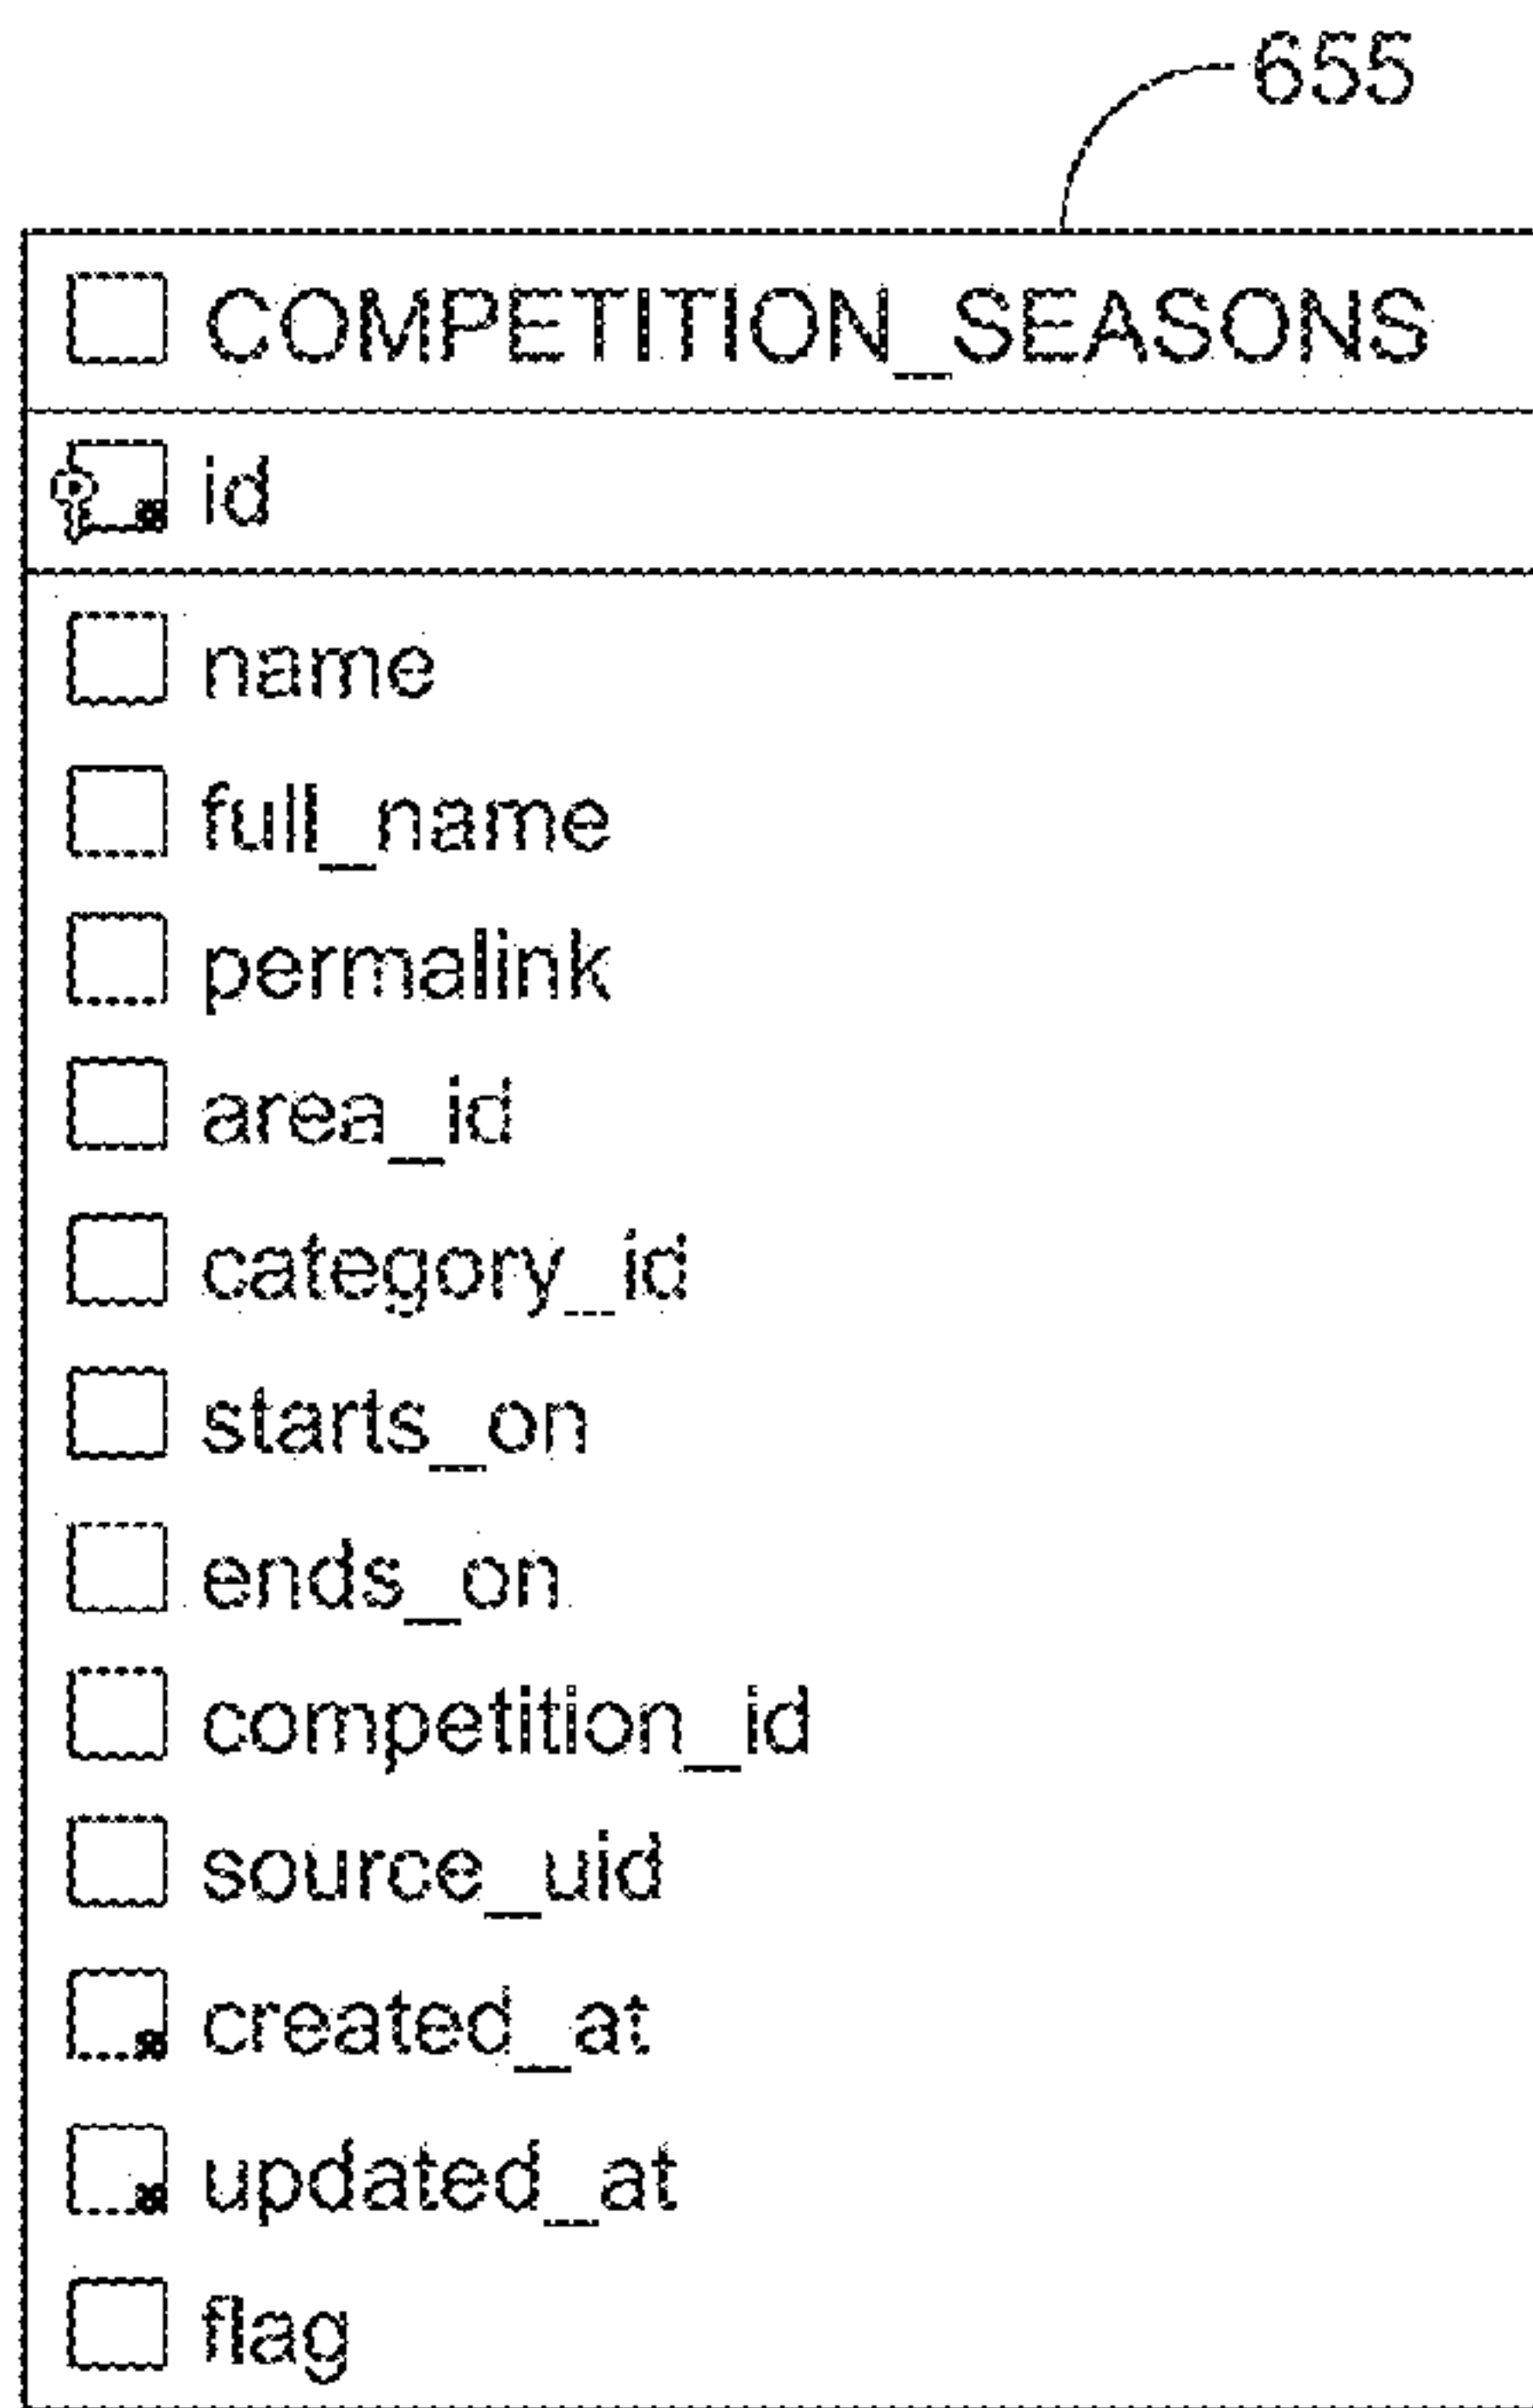 655
COMPETITION_SEASONS
id
name
full_name
permalink
area_id
category_id
starts_on
ends_on
competition_id
source_uid
created_at
updated_at
flag